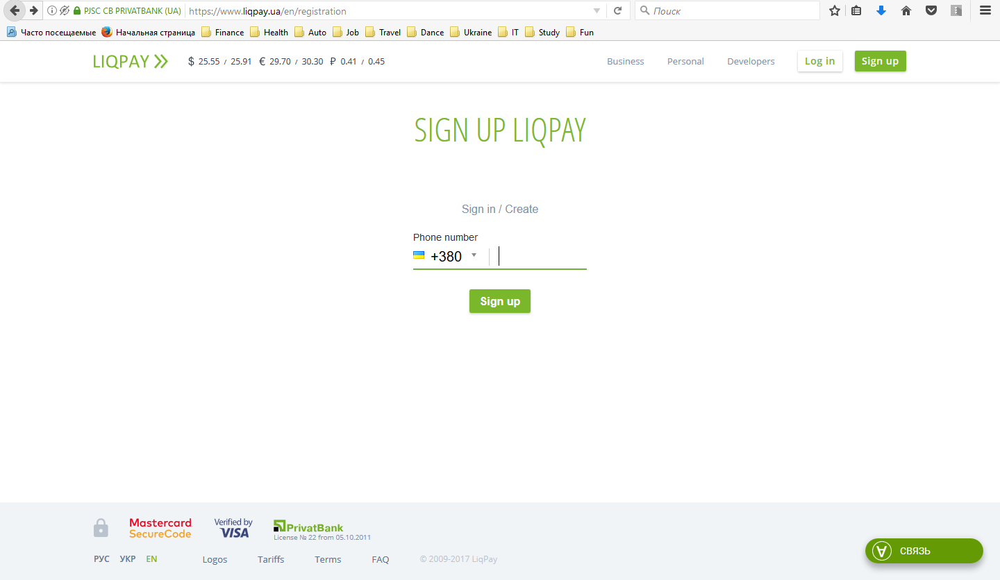 PJSC CB PRIVATBANK (UA) https://www.liqpay.ua/en/registration Поиск
Часто посещаемые Начальная страница Finance Health Auto Job Travel Dance Ukraine IT Study Fun
LIQPAY $ 25.55 / 25.91 € 29.70 / 30.30 ₽ 0.41 / 0.45 Business Personal Developers Log in Sign up
SIGN UP LIQPAY
Sign in / Create
Phone number
+380
Sign up
Mastercard SecureCode
Verified by VISA
PrivatBank
License № 22 from 05.10.2011
РУС УКР EN Logos Tariffs Terms FAQ © 2009-2017 LiqPay
СВЯЗЬ